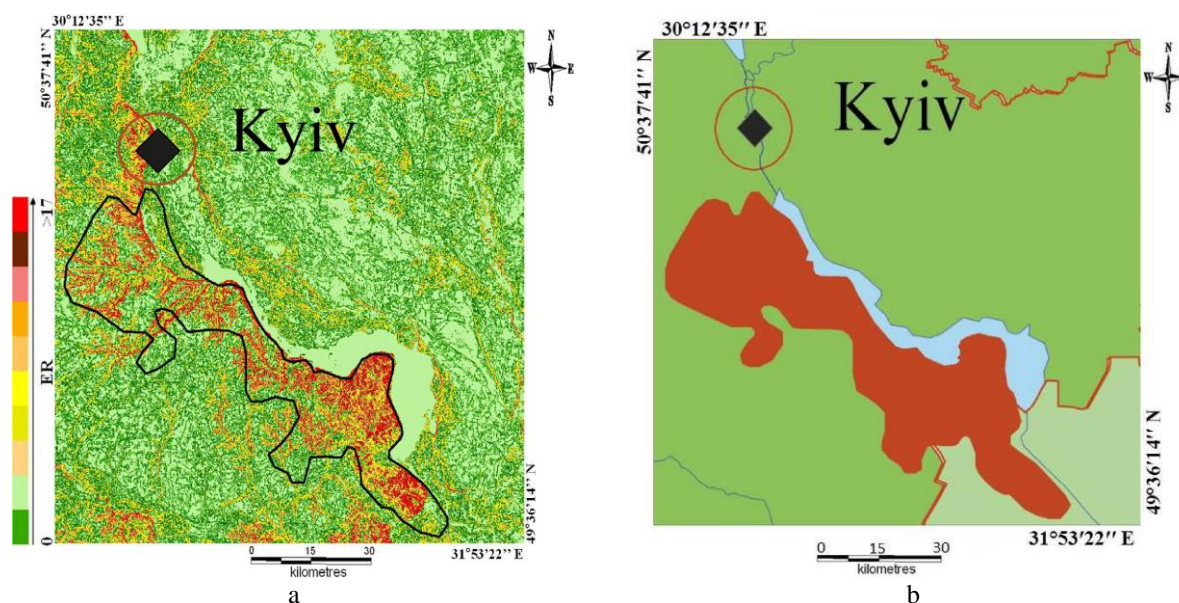 30°12′35′′ E
50°37′41′′ N
N
W E
S
Kyiv
>17
ER
0
49°36′14′′ N
31°53′22′′ E
0 15 30
kilometres
a
30°12′35′′ E
50°37′41′′ N
N
W E
S
Kyiv
49°36′14′′ N
31°53′22′′ E
0 15 30
kilometres
b